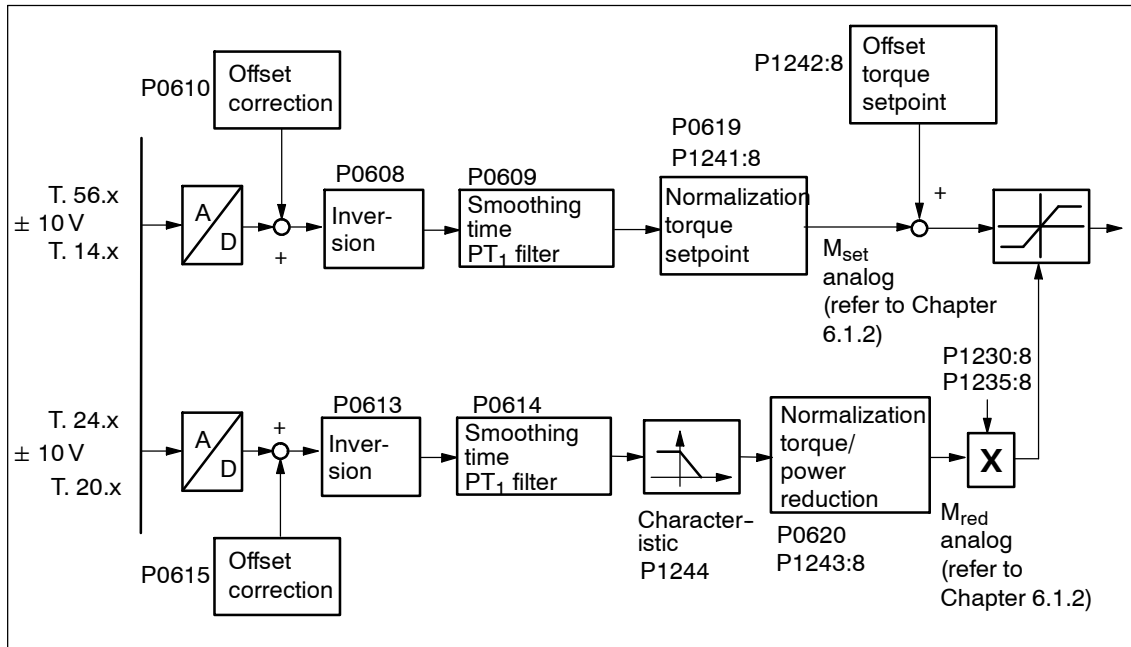 P0610
Offset
correction
P1242:8
Offset
torque
setpoint
T. 56.x
± 10 V
T. 14.x
A
D
+
P0608
Inver-
sion
P0609
Smoothing
time
PT1 filter
P0619
P1241:8
Normalization
torque
setpoint
+
Mset
analog
(refer to Chapter
6.1.2)
P1230:8
P1235:8
T. 24.x
± 10 V
T. 20.x
A
D
+
P0613
Inver-
sion
P0614
Smoothing
time
PT1 filter
Character-
istic
P1244
Normalization
torque/
power
reduction
P0620
P1243:8
X
Mred
analog
(refer to
Chapter 6.1.2)
P0615
Offset
correction